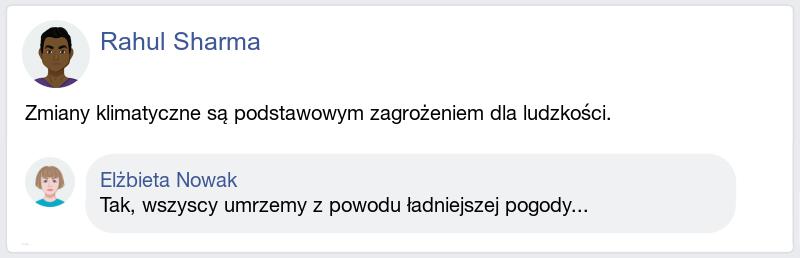 Rahul Sharma
Zmiany klimatyczne są podstawowym zagrożeniem dla ludzkości.
Elżbieta Nowak
Tak, wszyscy umrzemy z powodu ładniejszej pogody...